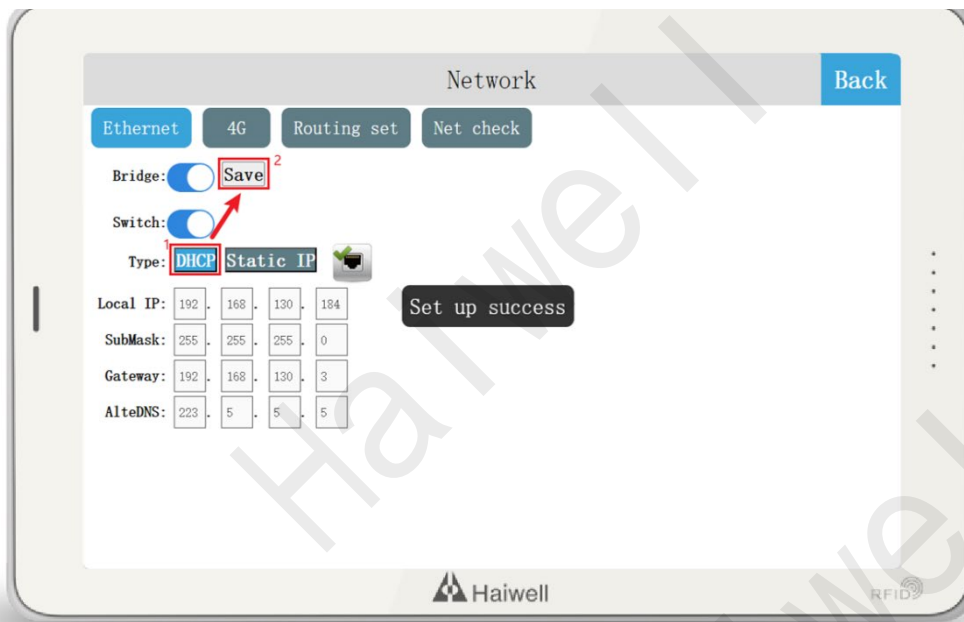 Network
Back
Ethernet
4G
Routing set
Net check
Bridge:
Save
2
Switch:
1
Type:
DHCP
Static IP
Local IP: 192 . 168 . 130 . 184
Set up success
SubMask: 255 . 255 . 255 . 0
Gateway: 192 . 168 . 130 . 3
AlteDNS: 223 . 5 . 5 . 5
Haiwell
RFID
Haiwell
Haiwell